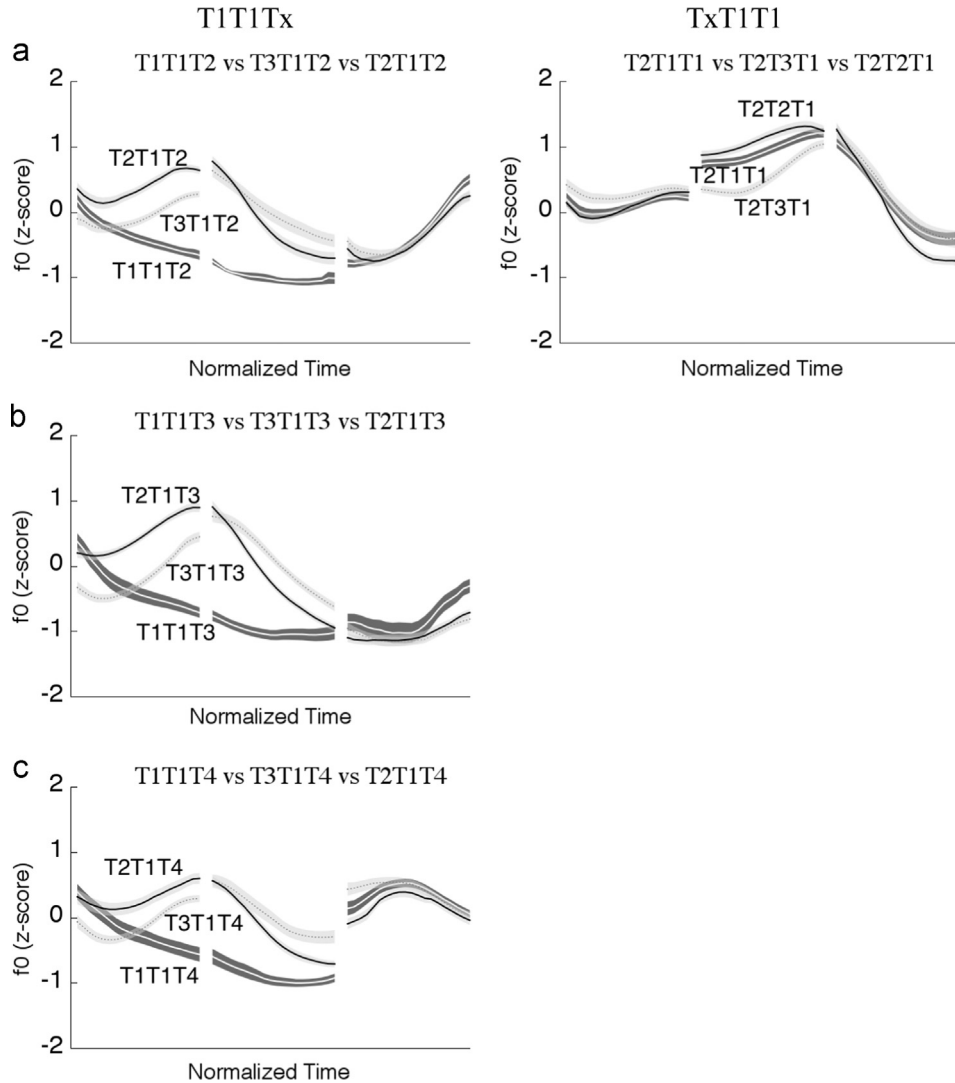 T1T1Tx
TxT1T1
a
T1T1T2 vs T3T1T2 vs T2T1T2
2
1
0
-1
-2
f0 (z-score)
T2T1T2
T3T1T2
T1T1T2
Normalized Time
T2T1T1 vs T2T3T1 vs T2T2T1
2
1
0
-1
-2
f0 (z-score)
T2T2T1
T2T1T1
T2T3T1
Normalized Time
b
T1T1T3 vs T3T1T3 vs T2T1T3
2
1
0
-1
-2
f0 (z-score)
T2T1T3
T3T1T3
T1T1T3
Normalized Time
c
T1T1T4 vs T3T1T4 vs T2T1T4
2
1
0
-1
-2
f0 (z-score)
T2T1T4
T3T1T4
T1T1T4
Normalized Time